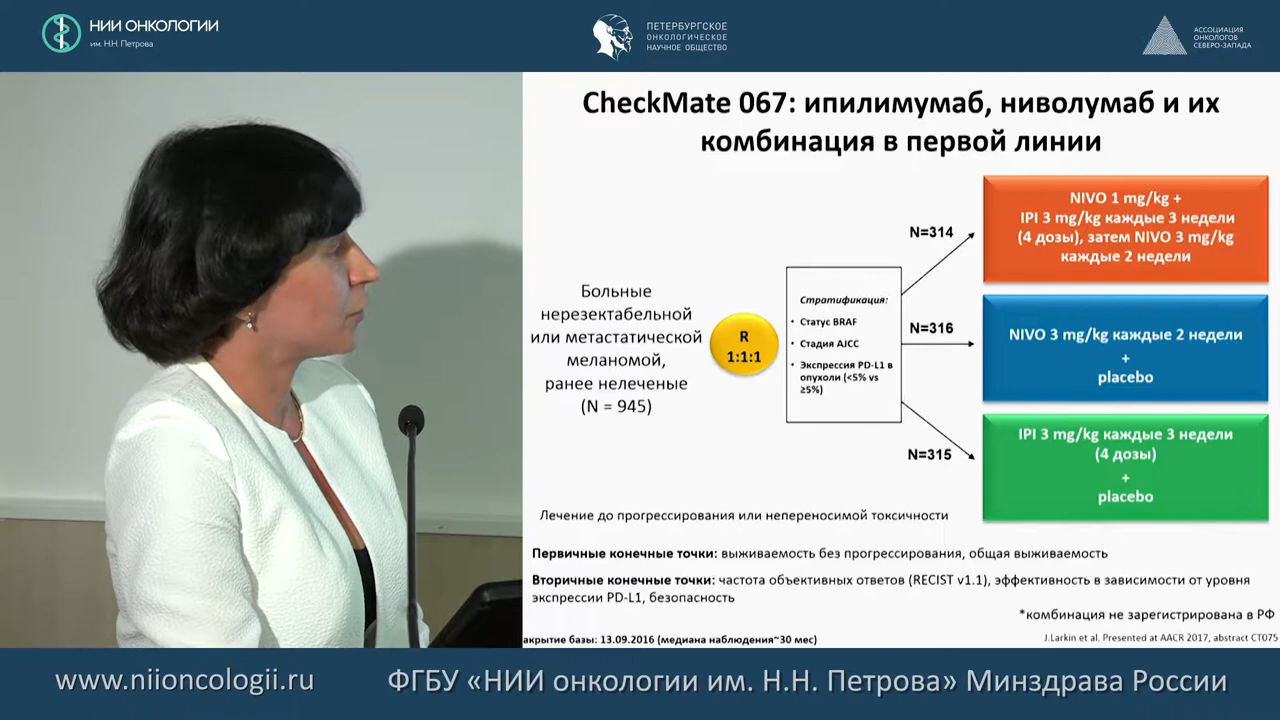 НИИ ОНКОЛОГИИ
им. Н.Н. Петрова
ПЕТЕРБУРГСКОЕ
ОНКОЛОГИЧЕСКОЕ
НАУЧНОЕ ОБЩЕСТВО
АССОЦИАЦИЯ
ОНКОЛОГОВ
СЕВЕРО-ЗАПАДА
CheckMate 067: ипилимумаб, ниволумаб и их
комбинация в первой линии
Больные
нерезектабельной
или метастатической
меланомой,
ранее нелеченые
(N = 945)
R
1:1:1
Стратификация:
• Статус BRAF
• Стадия AJCC
• Экспрессия PD-L1 в
опухоли (<5% vs
≥5%)
N=314
NIVO 1 mg/kg +
IPI 3 mg/kg каждые 3 недели
(4 дозы), затем NIVO 3 mg/kg
каждые 2 недели
N=316
NIVO 3 mg/kg каждые 2 недели
+
placebo
N=315
IPI 3 mg/kg каждые 3 недели
(4 дозы)
+
placebo
Лечение до прогрессирования или непереносимой токсичности
Первичные конечные точки: выживаемость без прогрессирования, общая выживаемость
Вторичные конечные точки: частота объективных ответов (RECIST v1.1), эффективность в зависимости от уровня
экспрессии PD-L1, безопасность
*комбинация не зарегистрирована в РФ
акрытие базы: 13.09.2016 (медиана наблюдения~30 мес)
J.Larkin et al. Presented at AACR 2017, abstract CT075
www.niioncologii.ru
ФГБУ «НИИ онкологии им. Н.Н. Петрова» Минздрава России